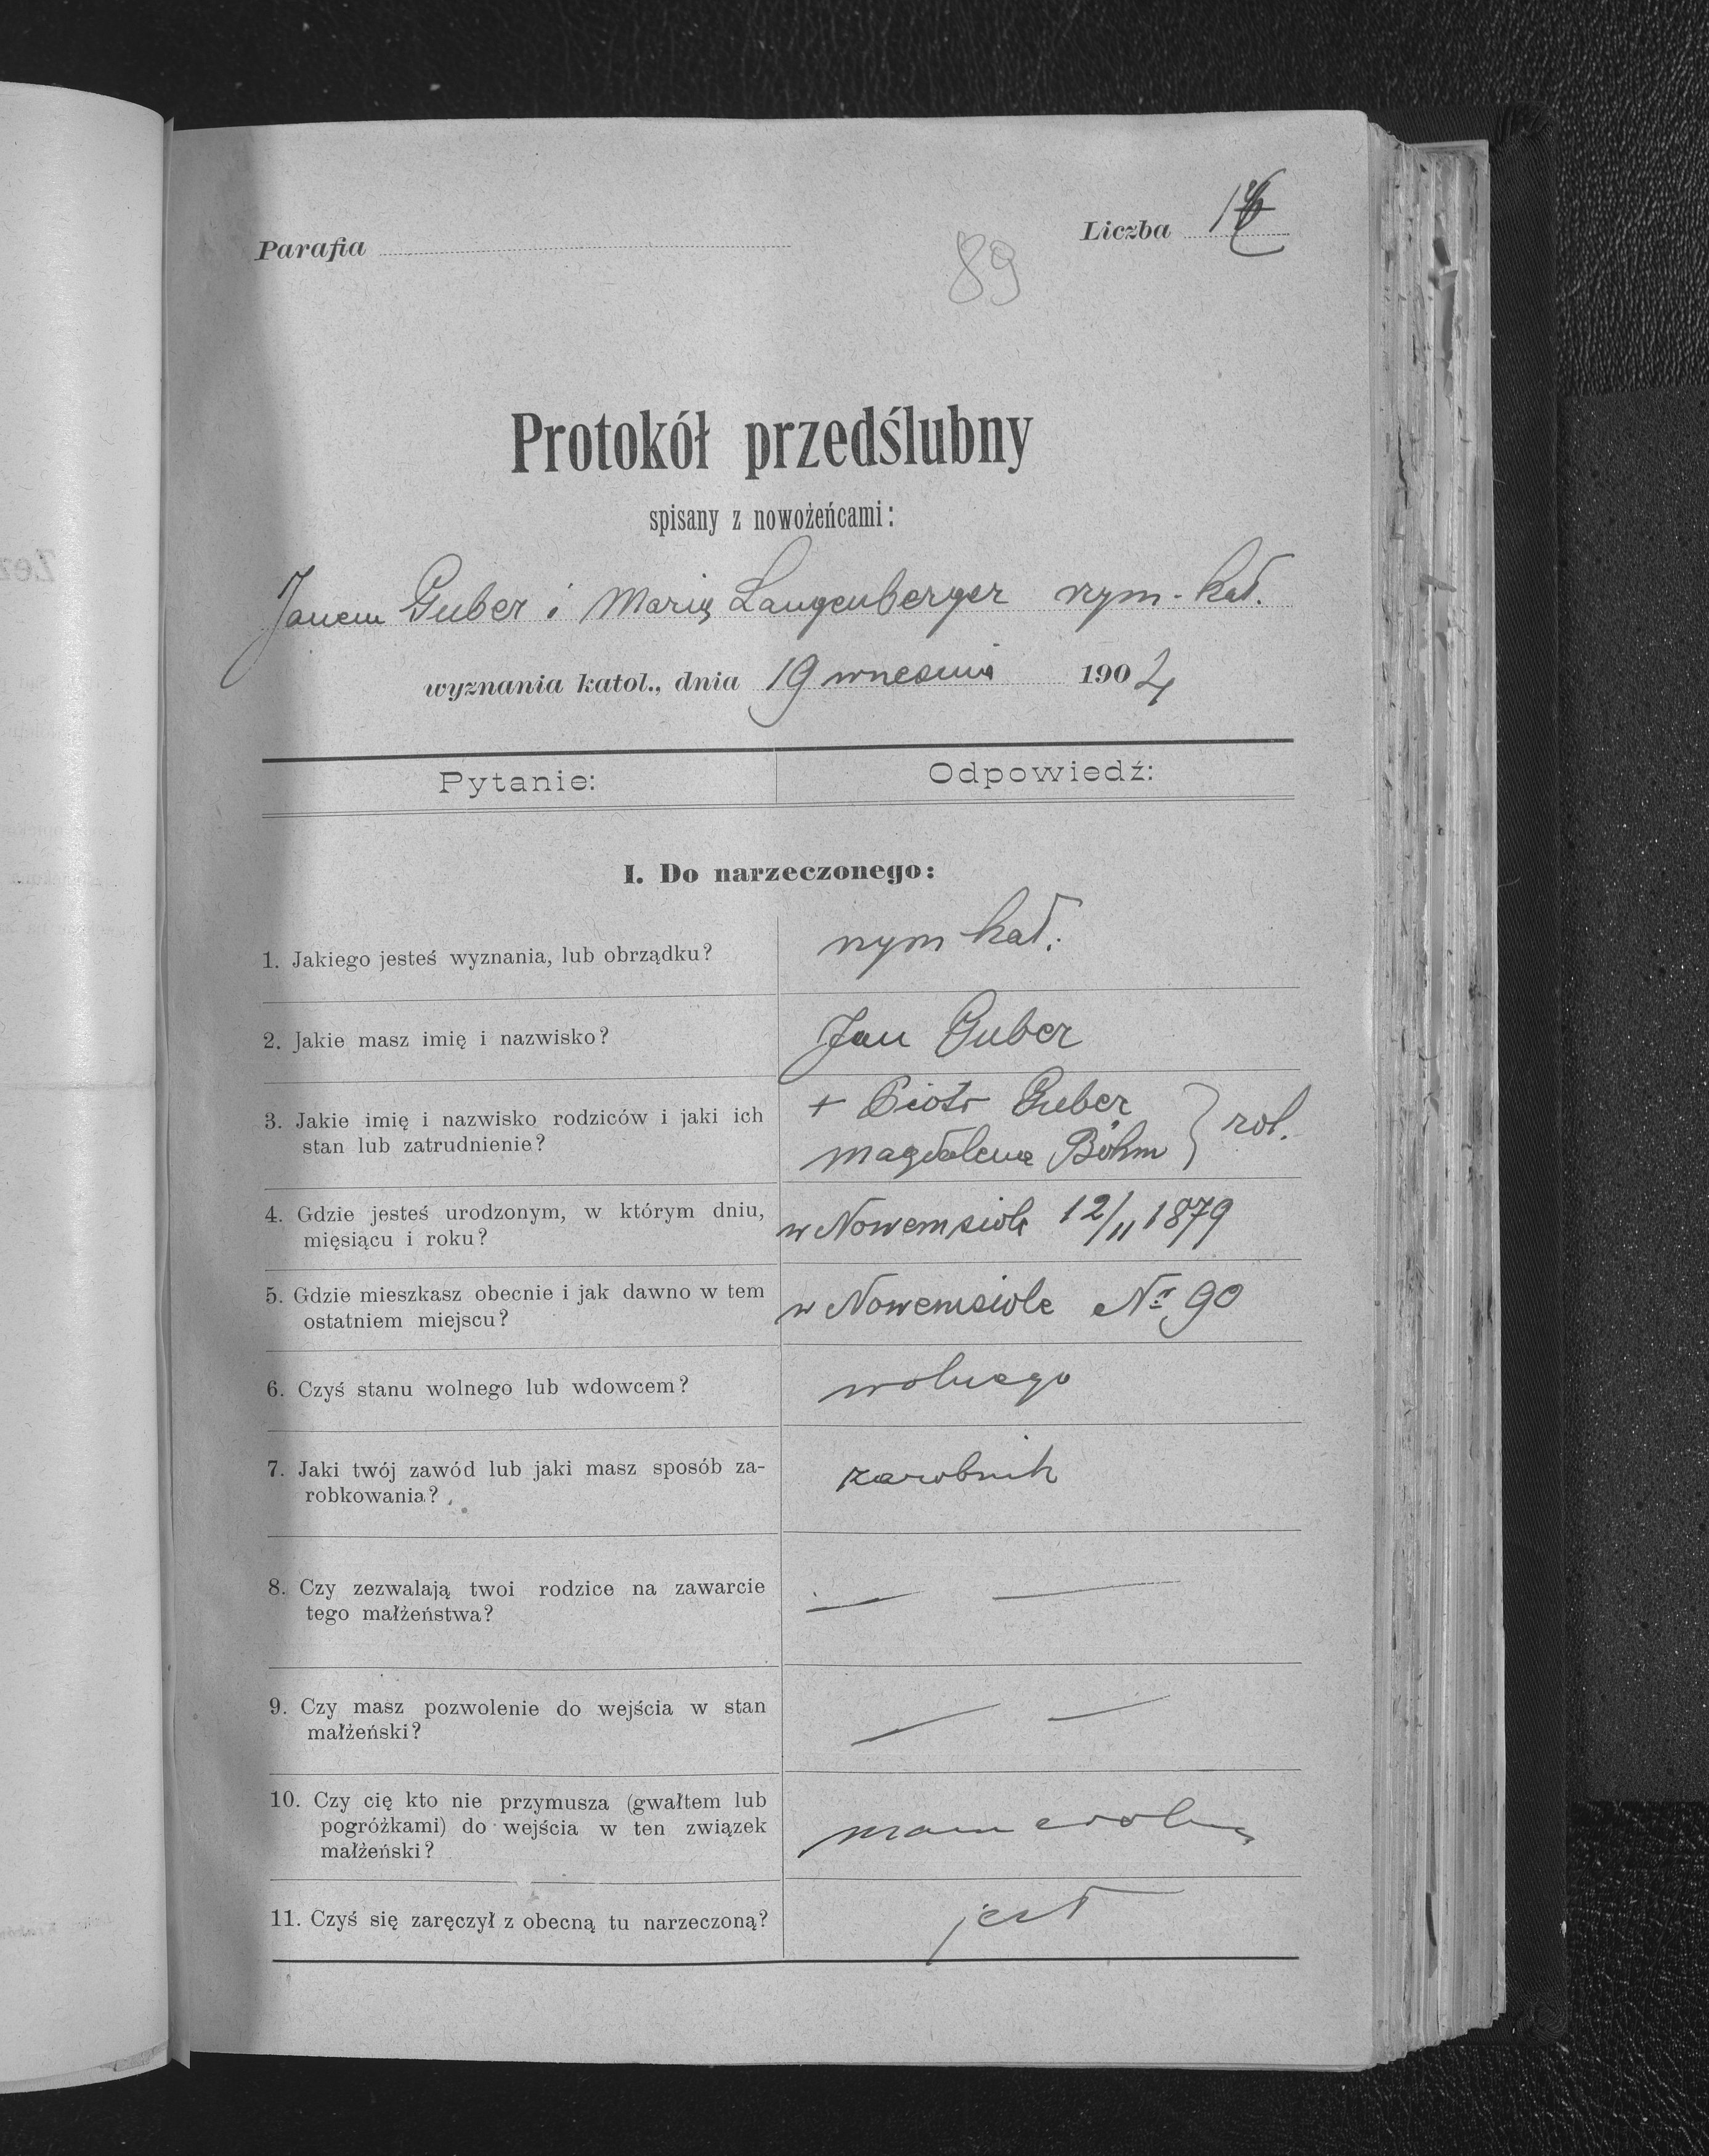 Parafia
Liczba
89
Protokół przedślubny
spisany z nowożeńcami:
Janem Guber i Marią Langenberger rzym-kat.
wyznania katol., dnia 19 września 1904
Pytanie:
Odpowiedź:
I. Do narzeczonego:
1. Jakiego jesteś wyznania, lub obrządku?
rzym kat.
2. Jakie masz imię i nazwisko?
Jan Guber
3. Jakie imię i nazwisko rodziców i jaki ich
stan lub zatrudnienie?
+ Piotr Guber
Magdalena Böhm } rol.
4. Gdzie jesteś urodzonym, w którym dniu,
mięsiącu i roku?
w Nowemsiole 12/11 1879
5. Gdzie mieszkasz obecnie i jak dawno w tem
ostatniem miejscu?
w Nowemsiole Nr 90
6. Czyś stanu wolnego lub wdowcem?
wolnego
7. Jaki twój zawód lub jaki masz sposób za-
robkowania?
zarobnik
8. Czy zezwalają twoi rodzice na zawarcie
tego małżeństwa?
— —
9. Czy masz pozwolenie do wejścia w stan
małżeński?
— —
10. Czy cię kto nie przymusza (gwałtem lub
pogróżkami) do wejścia w ten związek
małżeński?
mam wolną
11. Czyś się zaręczył z obecną tu narzeczoną?
jest